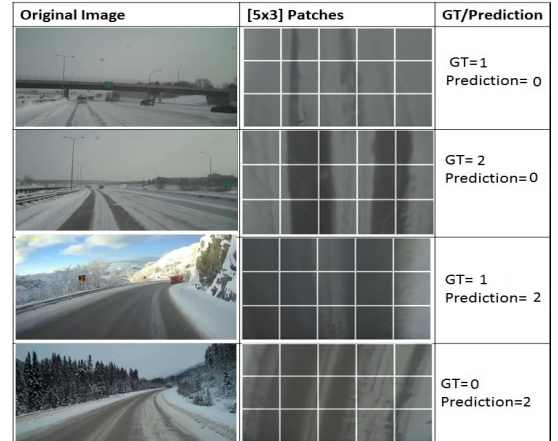 Original Image [5x3] Patches GT/Prediction
GT=1
Prediction= 0
GT= 2
Prediction=0
GT= 1
Prediction= 2
GT=0
Prediction=2